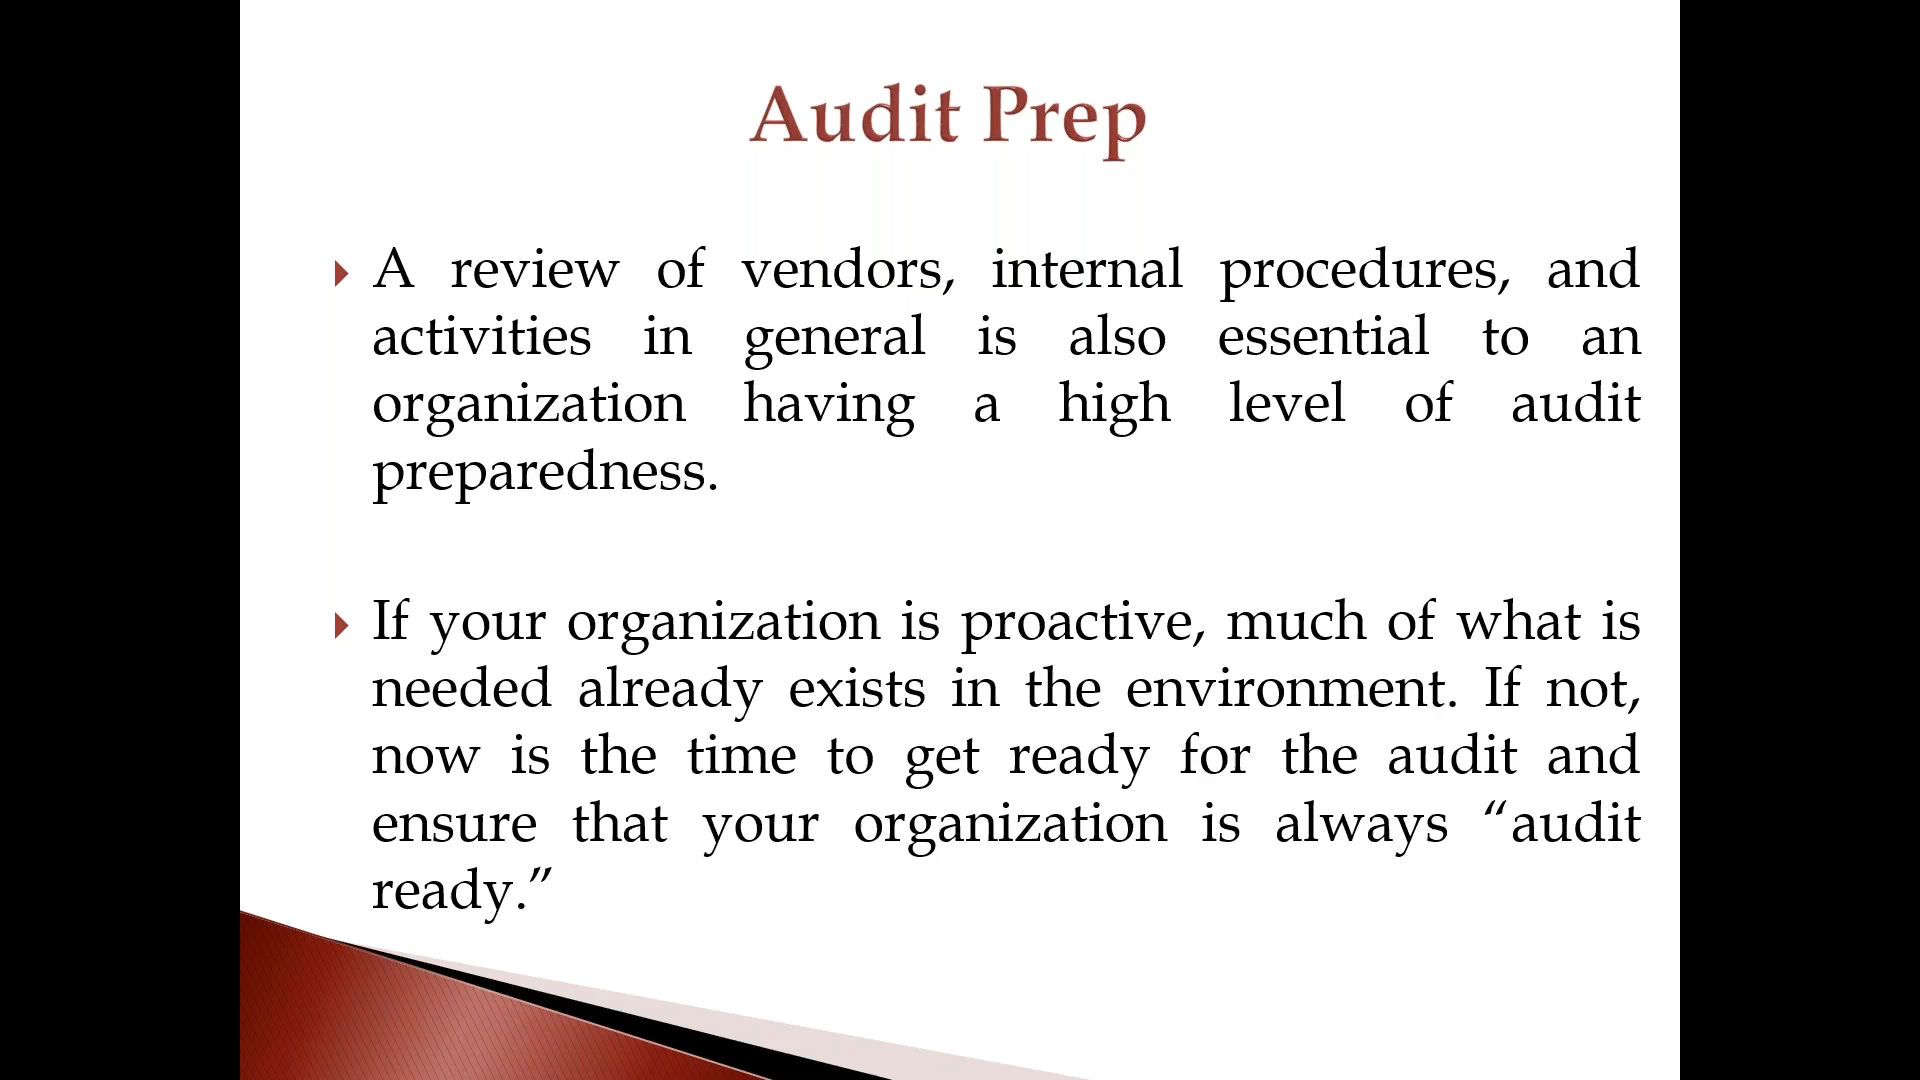 Audit Prep
A review of vendors, internal procedures, and
activities in general is also essential to an
organization having a high level of audit
preparedness.
If your organization is proactive, much of what is
needed already exists in the environment. If not,
now is the time to get ready for the audit and
ensure that your organization is always “audit
ready.”